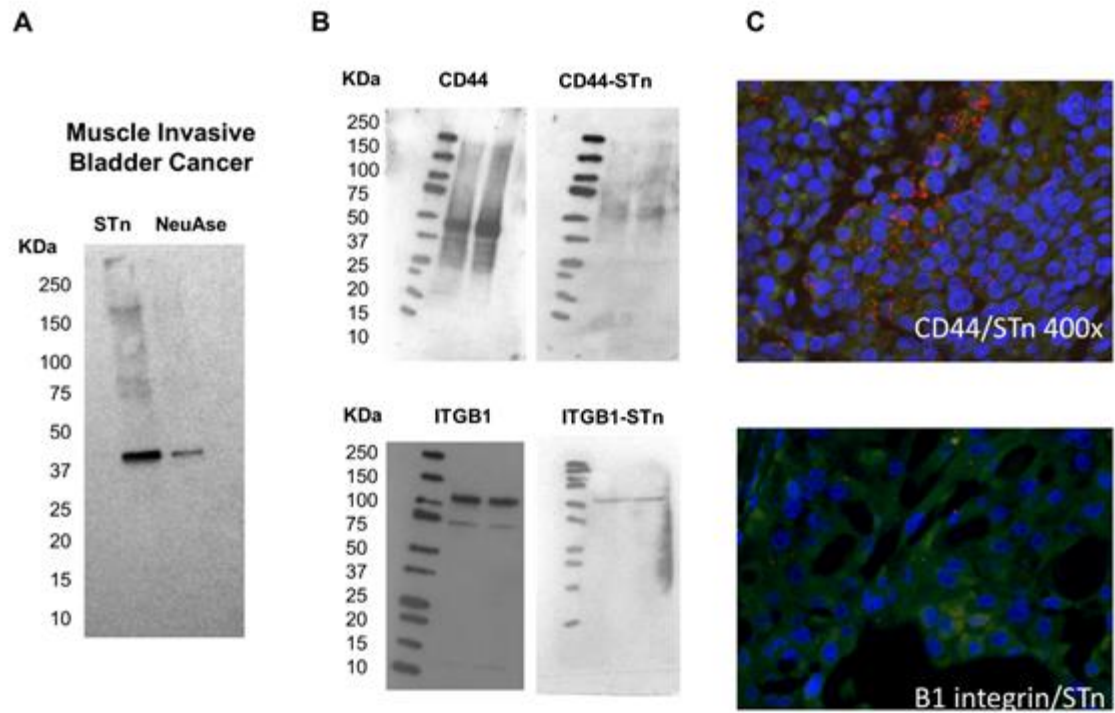 A
Muscle Invasive
Bladder Cancer
STn NeuAse
KDa
250
150
100
75
50
37
25
20
15
10
B
KDa CD44 CD44-STn
250
150
100
75
50
37
25
20
15
10
KDa ITGB1 ITGB1-STn
250
150
100
75
50
37
25
20
15
10
C
CD44/STn 400x
B1 integrin/STn